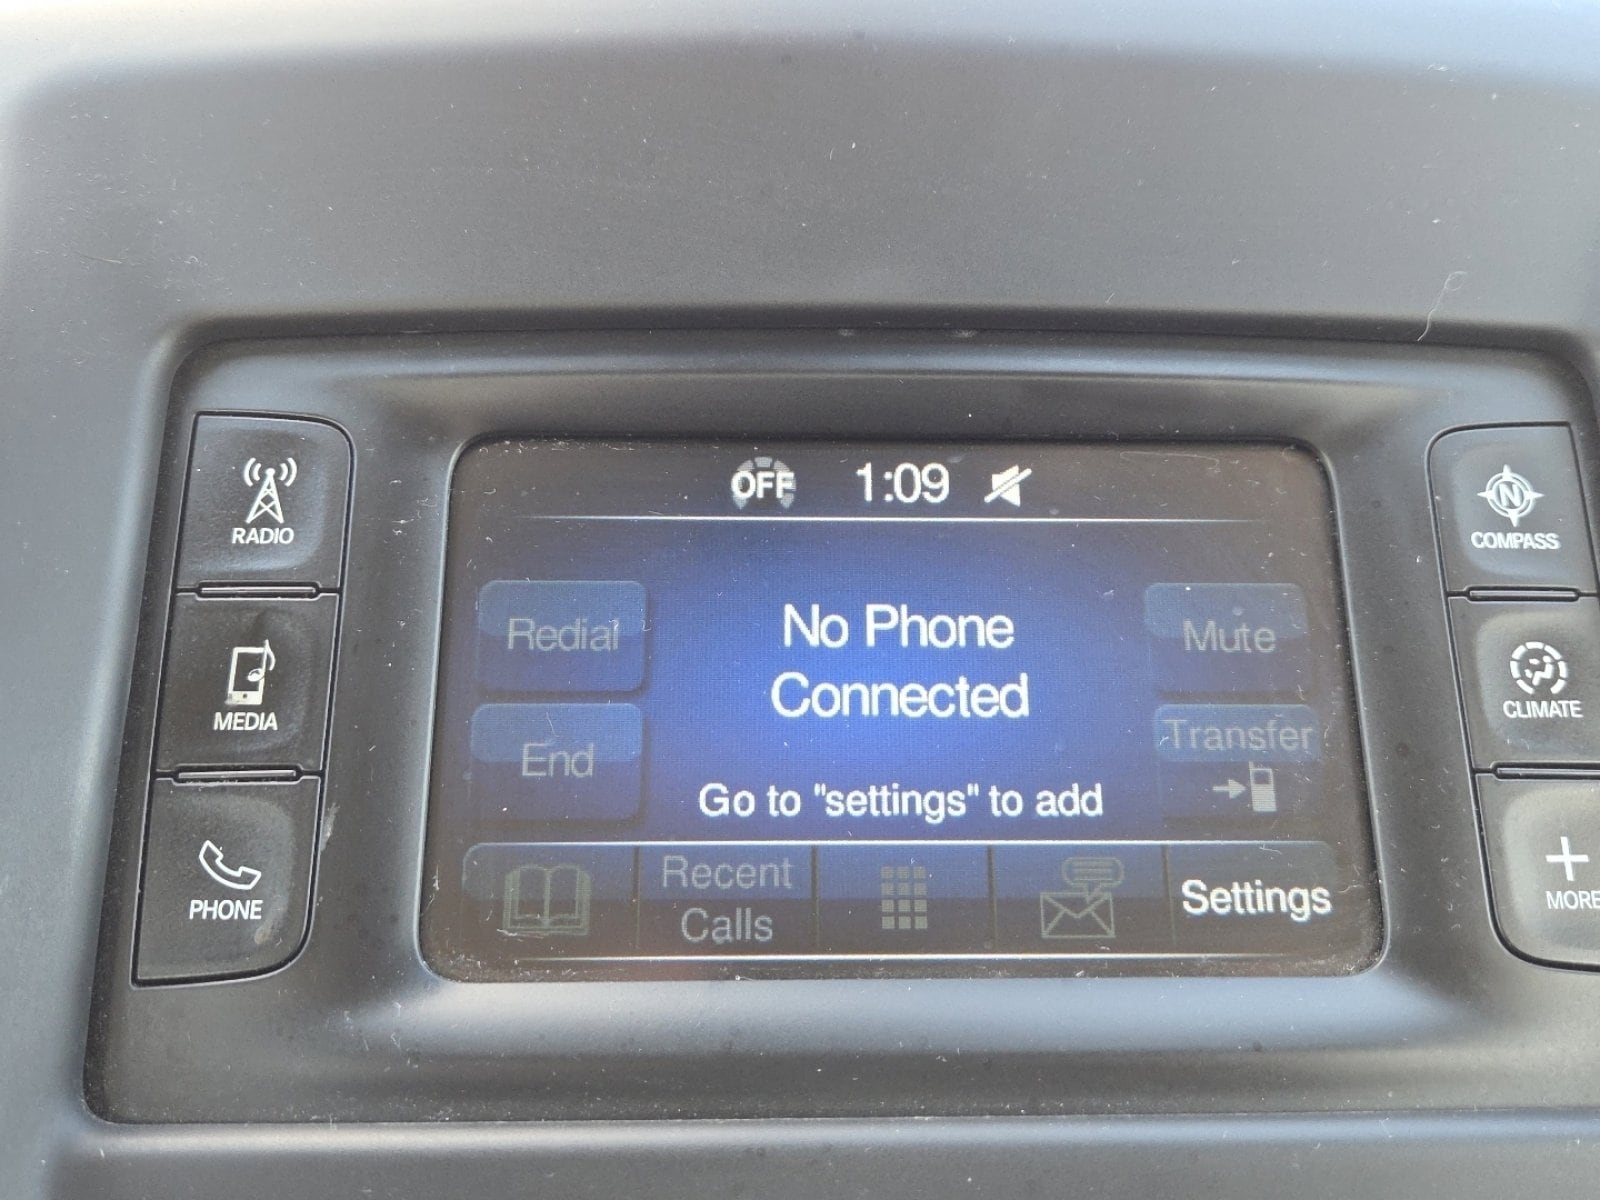 OFF 1:09
RADIO
N
COMPASS
Redial
No Phone
Mute
Connected
MEDIA
CLIMATE
End
Transfer
Go to "settings" to add
PHONE
Recent
Calls
Settings
MORE